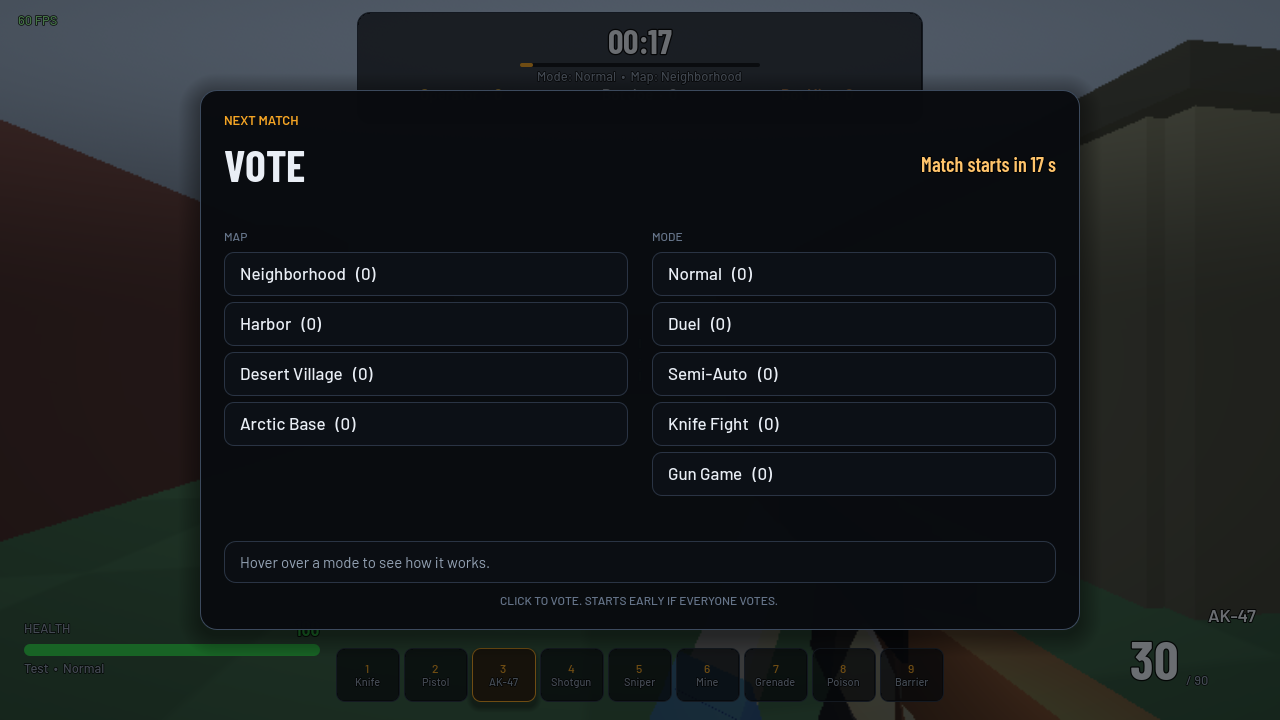 60 FPS
00:17
Mode: Normal • Map: Neighborhood
NEXT MATCH
VOTE
Match starts in 17 s
MAP
Neighborhood (0)
Harbor (0)
Desert Village (0)
Arctic Base (0)
MODE
Normal (0)
Duel (0)
Semi-Auto (0)
Knife Fight (0)
Gun Game (0)
Hover over a mode to see how it works.
CLICK TO VOTE. STARTS EARLY IF EVERYONE VOTES.
HEALTH
100
Test • Normal
1 Knife
2 Pistol
3 AK-47
4 Shotgun
5 Sniper
6 Mine
7 Grenade
8 Poison
9 Barrier
AK-47
30 / 90